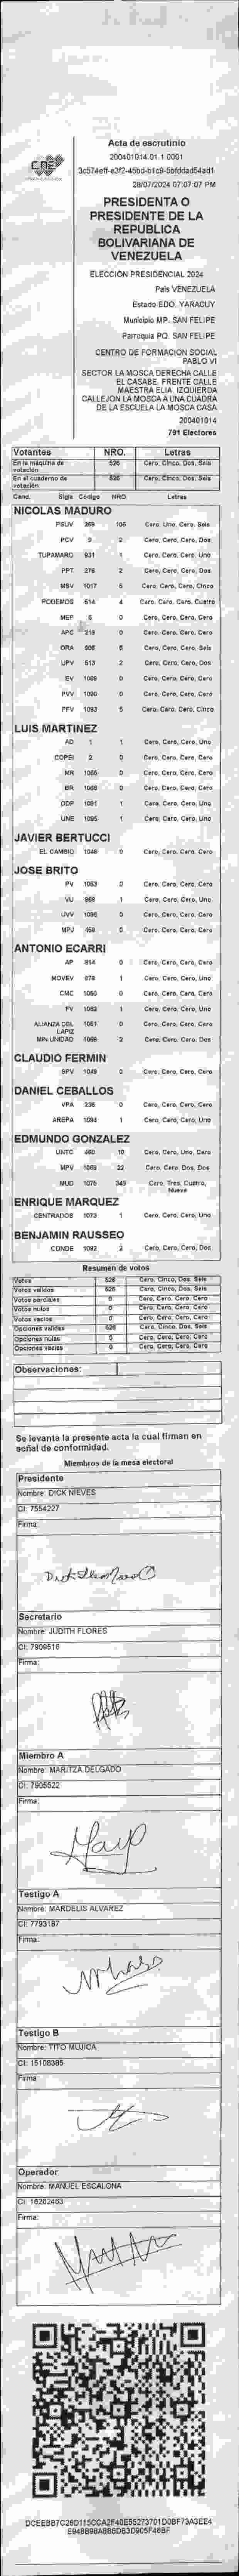 CNE
Acta de escrutinio
200401014.01.1.0001
3c574eff-e3f2-45bd-b1c9-5bfddad54ad1
28/07/2024 07:07:07 PM
PRESIDENTA O
PRESIDENTE DE LA
REPUBLICA
BOLIVARIANA DE
VENEZUELA
ELECCIÓN PRESIDENCIAL 2024
País VENEZUELA
Estado EDO. YARACUY
Municipio MP. SAN FELIPE
Parroquia PQ. SAN FELIPE
CENTRO DE FORMACION SOCIAL
PABLO VI
SECTOR LA MOSCA DERECHA CALLE
EL CASABE. FRENTE CALLE
MAESTRA ELIA. IZQUIERDA
CALLEJON LA MOSCA A UNA CUADRA
DE LA ESCUELA LA MOSCA CASA
200401014
791 Electores
Votantes NRO. Letras
En la máquina de votación 526 Cero, Cinco, Dos, Seis
En el cuaderno de votación 526 Cero, Cinco, Dos, Seis
Cand. Sigla Código NRO Letras
NICOLAS MADURO
PSUV 269 106 Cero, Uno, Cero, Seis
PCV 9 2 Cero, Cero, Cero, Dos
TUPAMARO 931 1 Cero, Cero, Cero, Uno
PPT 276 2 Cero, Cero, Cero, Dos
MSV 1017 5 Cero, Cero, Cero, Cinco
PODEMOS 514 4 Cero, Cero, Cero, Cuatro
MEP 6 0 Cero, Cero, Cero, Cero
APC 218 0 Cero, Cero, Cero, Cero
ORA 906 6 Cero, Cero, Cero, Seis
UPV 513 2 Cero, Cero, Cero, Dos
EV 1089 0 Cero, Cero, Cero, Cero
PVV 1090 0 Cero, Cero, Cero, Cero
PFV 1093 5 Cero, Cero, Cero, Cinco
LUIS MARTINEZ
AD 1 1 Cero, Cero, Cero, Uno
COPEI 2 0 Cero, Cero, Cero, Cero
MR 1066 0 Cero, Cero, Cero, Cero
BR 1068 0 Cero, Cero, Cero, Cero
DDP 1091 1 Cero, Cero, Cero, Uno
UNE 1095 1 Cero, Cero, Cero, Uno
JAVIER BERTUCCI
EL CAMBIO 1048 0 Cero, Cero, Cero, Cero
JOSE BRITO
PV 1053 0 Cero, Cero, Cero, Cero
VU 968 1 Cero, Cero, Cero, Uno
UVV 1096 0 Cero, Cero, Cero, Cero
MPJ 459 0 Cero, Cero, Cero, Cero
ANTONIO ECARRI
AP 814 0 Cero, Cero, Cero, Cero
MOVEV 878 1 Cero, Cero, Cero, Uno
CMC 1050 0 Cero, Cero, Cero, Cero
FV 1052 1 Cero, Cero, Cero, Uno
ALIANZA DEL LAPIZ 1061 0 Cero, Cero, Cero, Cero
MIN UNIDAD 1066 2 Cero, Cero, Cero, Dos
CLAUDIO FERMIN
SPV 1049 0 Cero, Cero, Cero, Cero
DANIEL CEBALLOS
VPA 236 0 Cero, Cero, Cero, Cero
AREPA 1094 1 Cero, Cero, Cero, Uno
EDMUNDO GONZALEZ
UNTC 460 10 Cero, Cero, Uno, Cero
MPV 1069 22 Cero, Cero, Dos, Dos
MUD 1075 349 Cero, Tres, Cuatro,
Nueve
ENRIQUE MARQUEZ
CENTRADOS 1073 1 Cero, Cero, Cero, Uno
BENJAMIN RAUSSEO
CONDE 1092 2 Cero, Cero, Cero, Dos
Resumen de votos
Votos 526 Cero, Cinco, Dos, Seis
Votos validos 526 Cero, Cinco, Dos, Seis
Votos parciales 0 Cero, Cero, Cero, Cero
Votos nulos 0 Cero, Cero, Cero, Cero
Votos vacios 0 Cero, Cero, Cero, Cero
Opciones validas 526 Cero, Cinco, Dos, Seis
Opciones nulas 0 Cero, Cero, Cero, Cero
Opciones vacias 0 Cero, Cero, Cero, Cero
Observaciones:
Se levanta la presente acta la cual firman en
señal de conformidad.
Miembros de la mesa electoral
Presidente
Nombre: DICK NIEVES
CI: 7554227
Firma:
Secretario
Nombre: JUDITH FLORES
CI: 7909516
Firma:
Miembro A
Nombre: MARITZA DELGADO
CI: 7905522
Firma:
Testigo A
Nombre: MARDELIS ALVAREZ
CI: 7793187
Firma:
Testigo B
Nombre: TITO MUJICA
CI: 15108385
Firma:
Operador
Nombre: MANUEL ESCALONA
CI: 16262463
Firma: